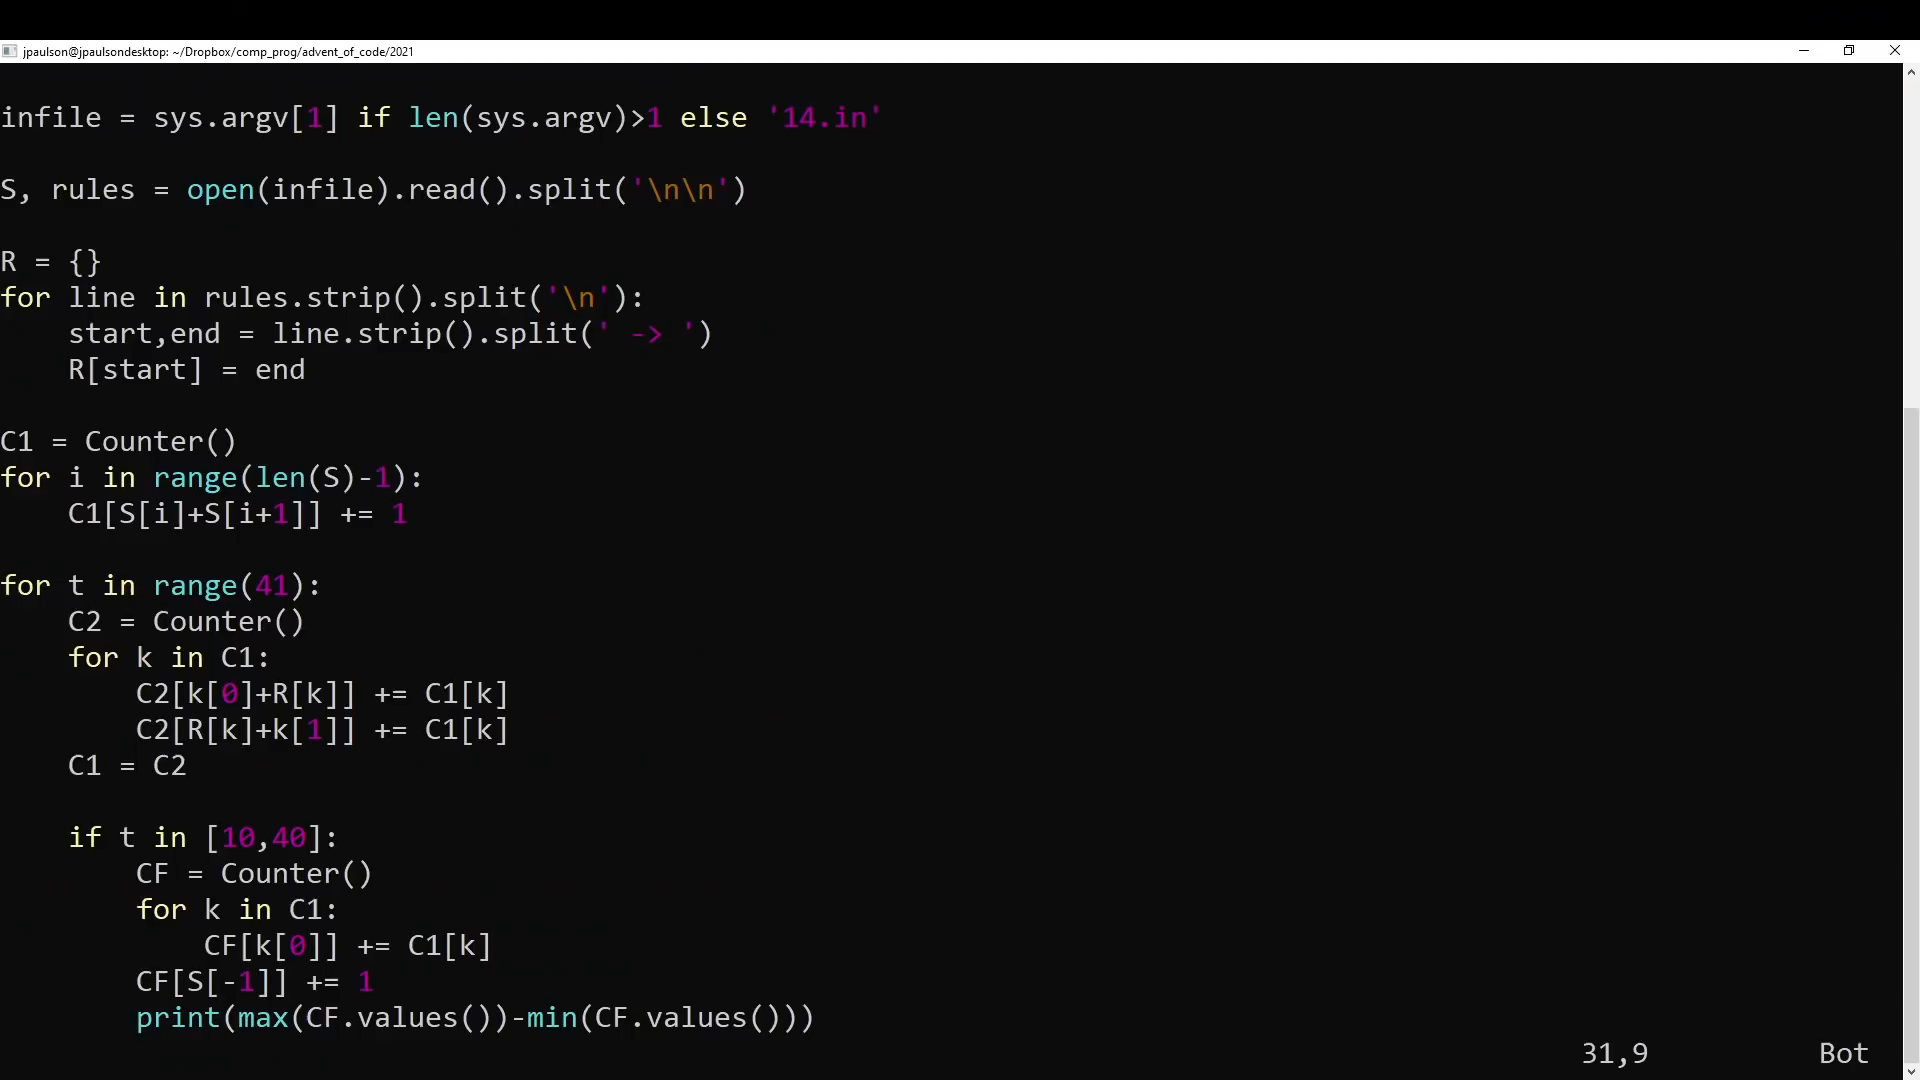 jpaulson@jpaulsondesktop: ~/Dropbox/comp_prog/advent_of_code/2021
infile = sys.argv[1] if len(sys.argv)>1 else '14.in'
S, rules = open(infile).read().split('\n\n')
R = {}
for line in rules.strip().split('\n'):
    start,end = line.strip().split(' -> ')
    R[start] = end
C1 = Counter()
for i in range(len(S)-1):
    C1[S[i]+S[i+1]] += 1
for t in range(41):
    C2 = Counter()
    for k in C1:
        C2[k[0]+R[k]] += C1[k]
        C2[R[k]+k[1]] += C1[k]
    C1 = C2
    if t in [10,40]:
        CF = Counter()
        for k in C1:
            CF[k[0]] += C1[k]
        CF[S[-1]] += 1
        print(max(CF.values())-min(CF.values()))
31,9 Bot